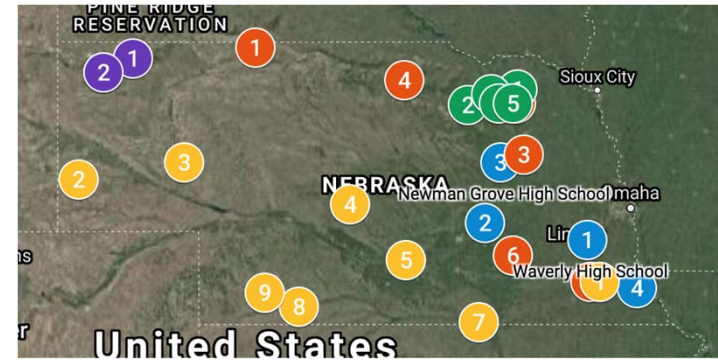 PINE RIDGE
RESERVATION
1
1
2
4
Sioux City
2
5
3
2
3
3
NEBRASKA
Newman Grove High School
maha
4
2
Lin
1
6
5
Waverly High School
1
4
9
8
7
United States
ns
er